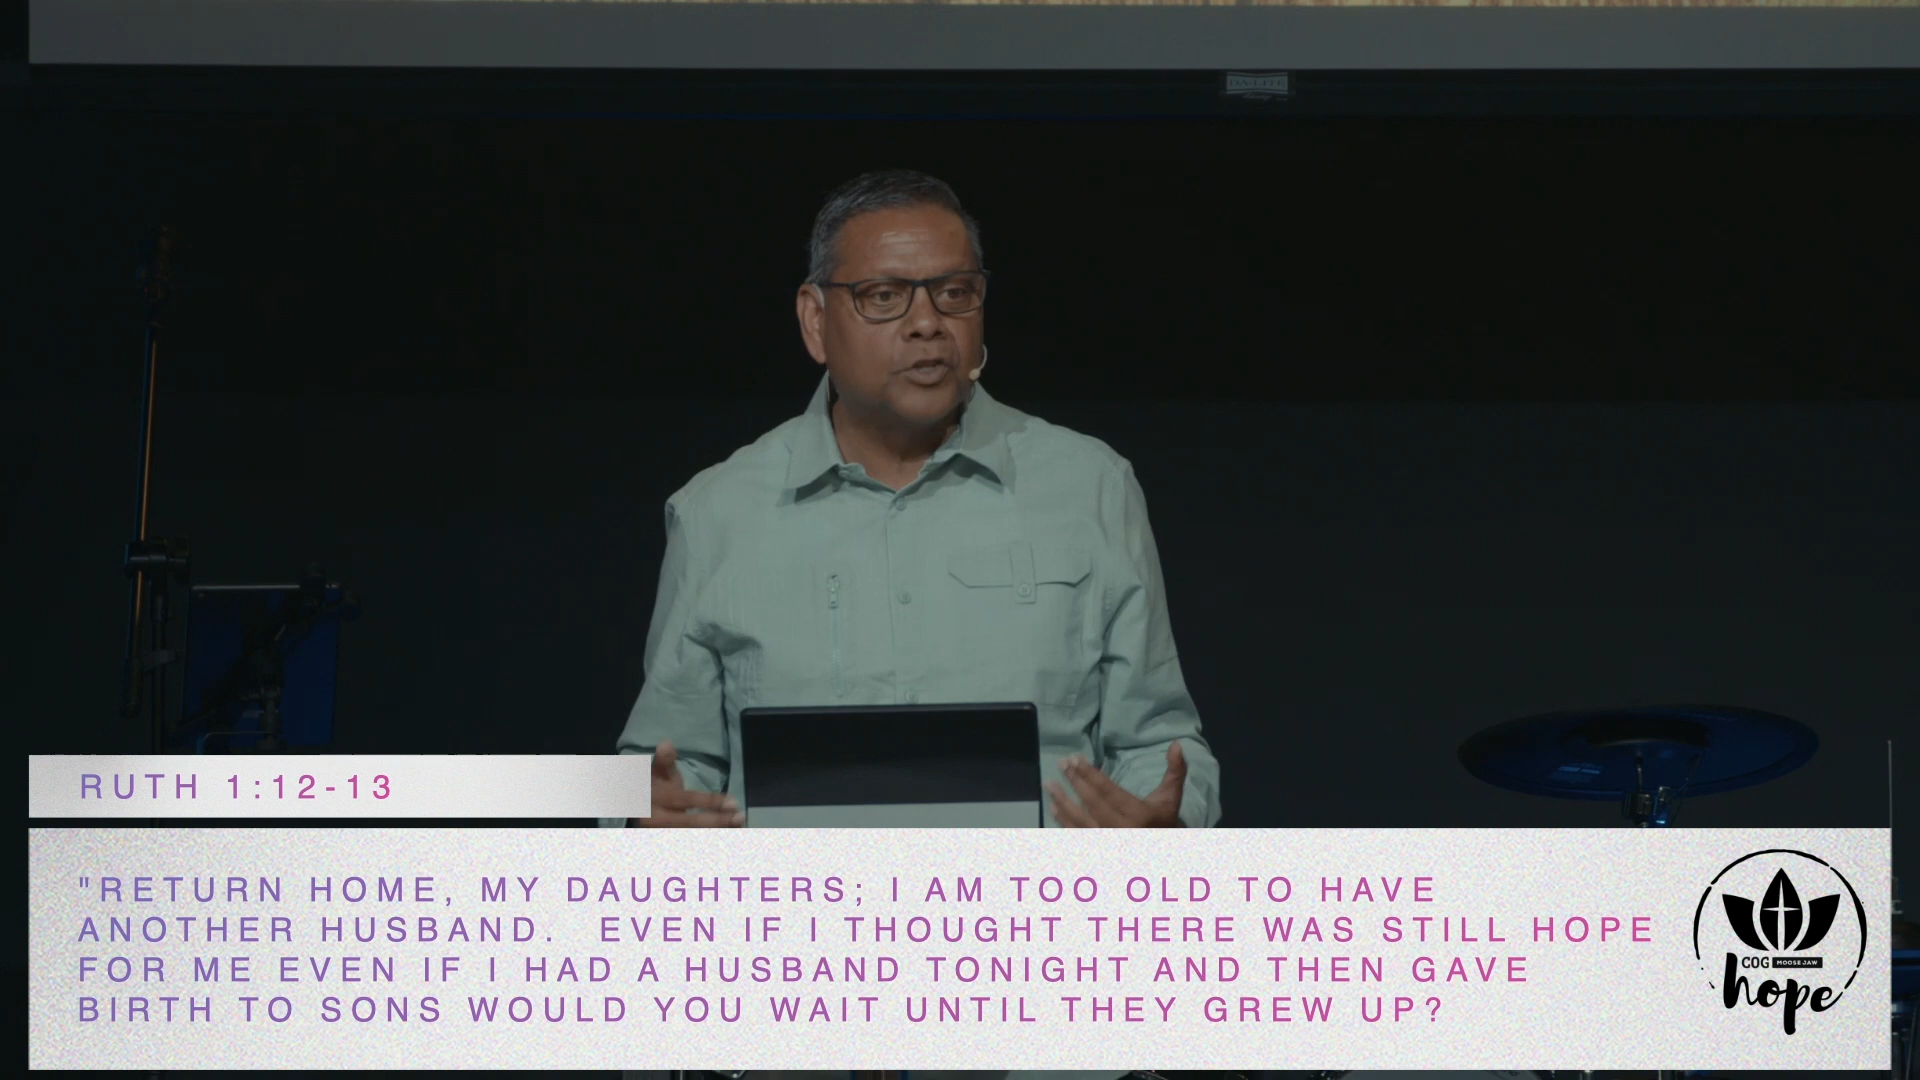 DA-LITE
RUTH 1:12-13
"RETURN HOME, MY DAUGHTERS; I AM TOO OLD TO HAVE
ANOTHER HUSBAND.  EVEN IF I THOUGHT THERE WAS STILL HOPE
FOR ME EVEN IF I HAD A HUSBAND TONIGHT AND THEN GAVE
BIRTH TO SONS WOULD YOU WAIT UNTIL THEY GREW UP?
COG MOOSE JAW
hope